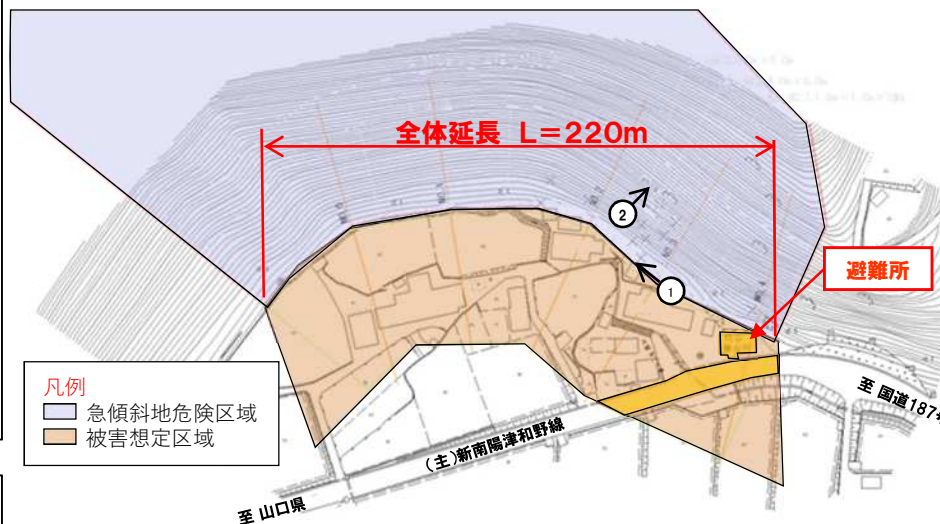 全体延長 L=220m
②
①
避難所
凡例
急傾斜地危険区域
被害想定区域
(主)新南陽津和野線
至 国道187号
至 山口県